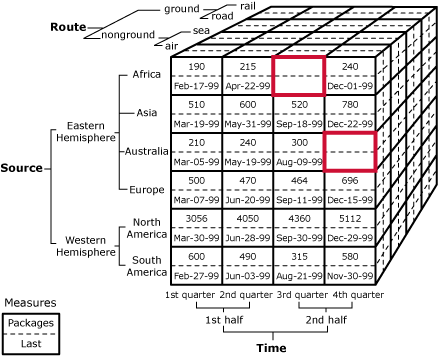 ground
rail
road
Route
nonground
sea
air
Africa
190 215 240
Feb-17-99 Apr-22-99 Dec-01-99
Asia
510 600 520 780
Mar-19-99 May-31-99 Sep-18-99 Dec-22-99
Eastern
Hemisphere
Australia
210 240 300
Mar-05-99 May-19-99 Aug-09-99
Source
Europe
500 470 464 696
Mar-07-99 Jun-20-99 Sep-11-99 Dec-15-99
North
America
3056 4050 4360 5112
Mar-30-99 Jun-28-99 Sep-30-99 Dec-29-99
Western
Hemisphere
South
America
600 490 315 580
Feb-27-99 Jun-03-99 Aug-21-99 Nov-30-99
1st quarter 2nd quarter 3rd quarter 4th quarter
1st half 2nd half
Time
Measures
Packages
Last